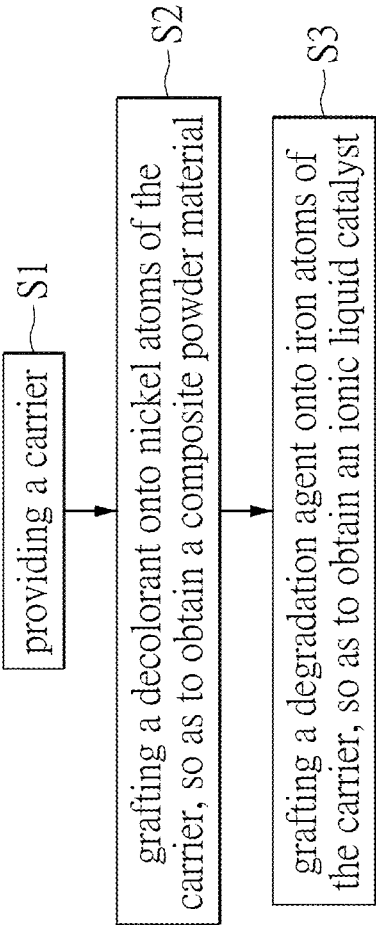 providing a carrier
S1
grafting a decolorant onto nickel atoms of the
carrier, so as to obtain a composite powder material
S2
grafting a degradation agent onto iron atoms of
the carrier, so as to obtain an ionic liquid catalyst
S3